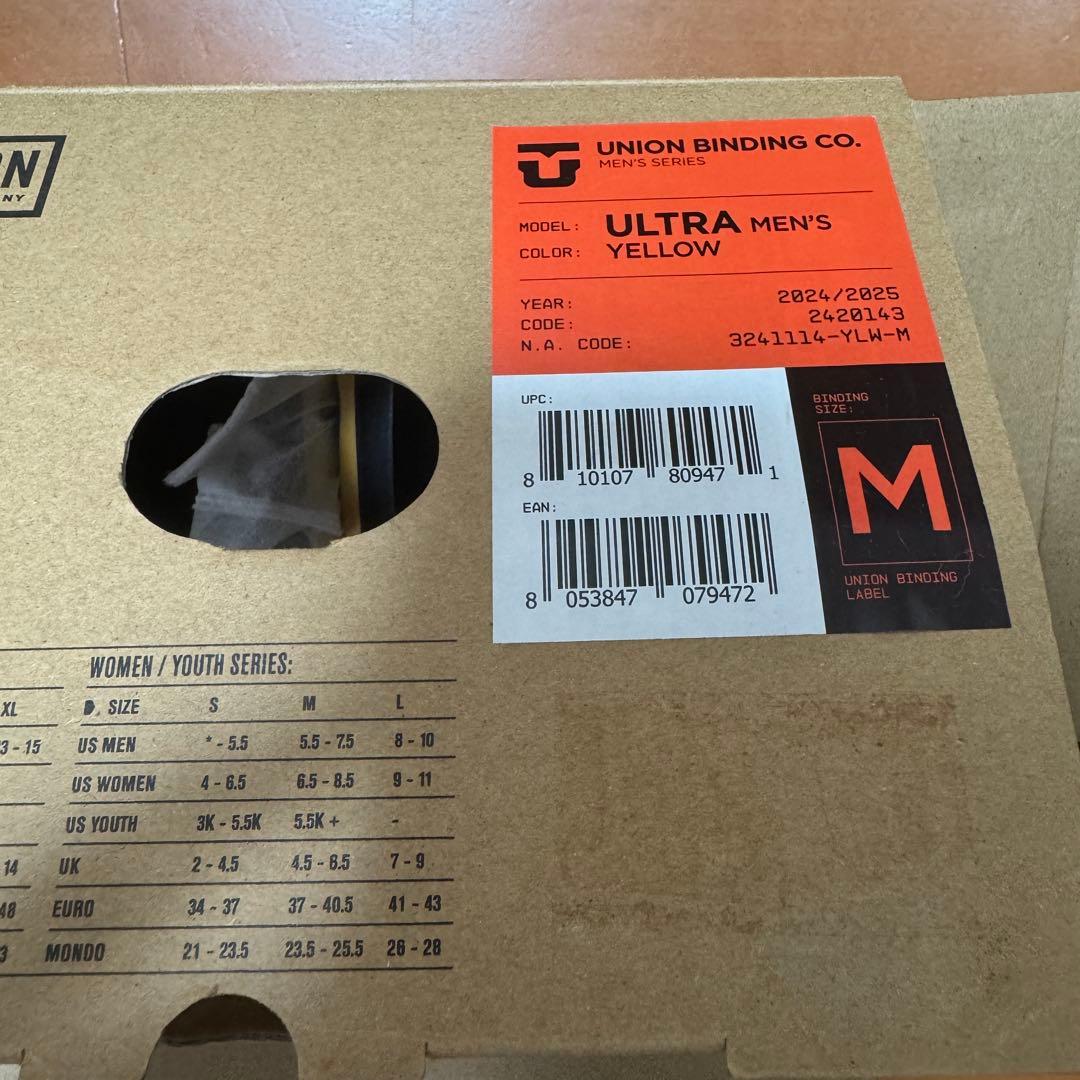 UNION BINDING CO.
MEN'S SERIES
MODEL: ULTRA MEN'S
COLOR: YELLOW
YEAR: 2024/2025
CODE: 2420143
N.A. CODE: 3241114-YLW-M
UPC:
8 10107 80947 1
EAN:
8 053847 079472
BINDING
SIZE:
M
UNION BINDING
LABEL
WOMEN / YOUTH SERIES:
XL
SIZE S M L
3 - 15
US MEN * - 5.5 5.5 - 7.5 8 - 10
US WOMEN 4 - 6.5 6.5 - 8.5 9 - 11
US YOUTH 3K - 5.5K 5.5K + -
14
UK 2 - 4.5 4.5 - 6.5 7 - 9
48
EURO 34 - 37 37 - 40.5 41 - 43
3
MONDO 21 - 23.5 23.5 - 25.5 26 - 28